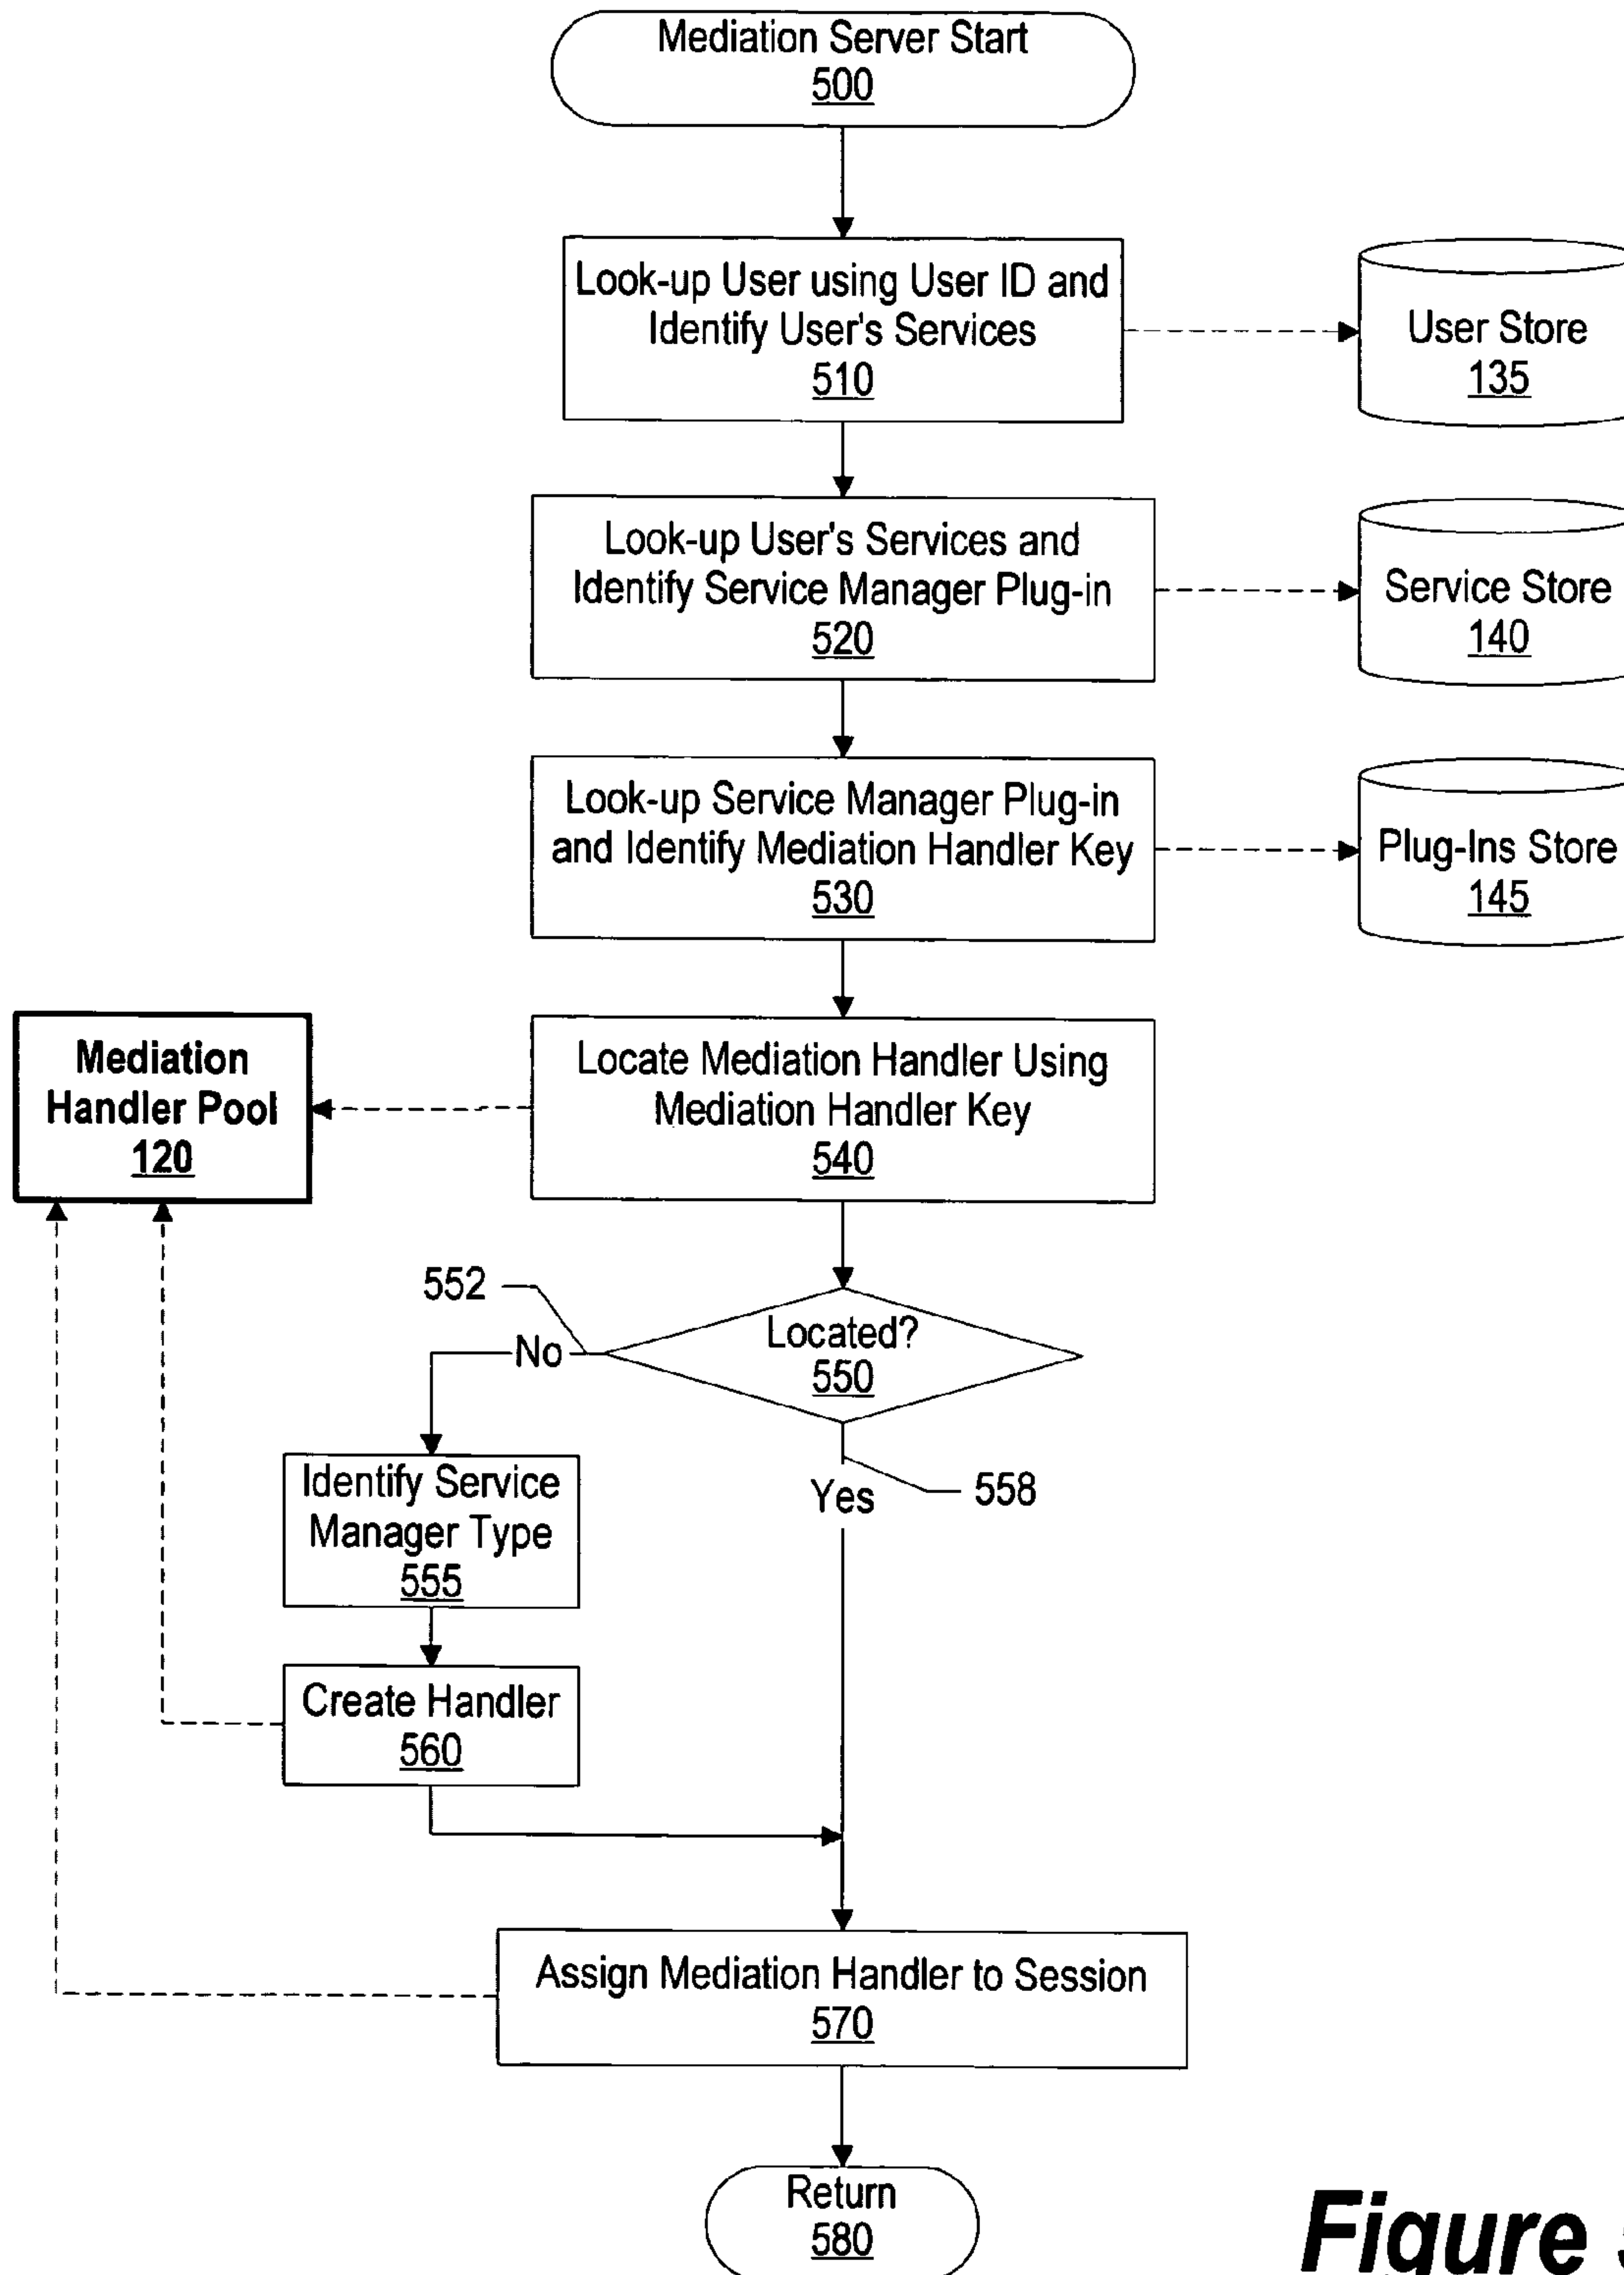 Mediation Server Start
500
Look-up User using User ID and
Identify User's Services
510
User Store
135
Look-up User's Services and
Identify Service Manager Plug-in
520
Service Store
140
Look-up Service Manager Plug-in
and Identify Mediation Handler Key
530
Plug-Ins Store
145
Mediation
Handler Pool
120
Locate Mediation Handler Using
Mediation Handler Key
540
552
No
Located?
550
Yes
558
Identify Service
Manager Type
555
Create Handler
560
Assign Mediation Handler to Session
570
Return
580
Figure